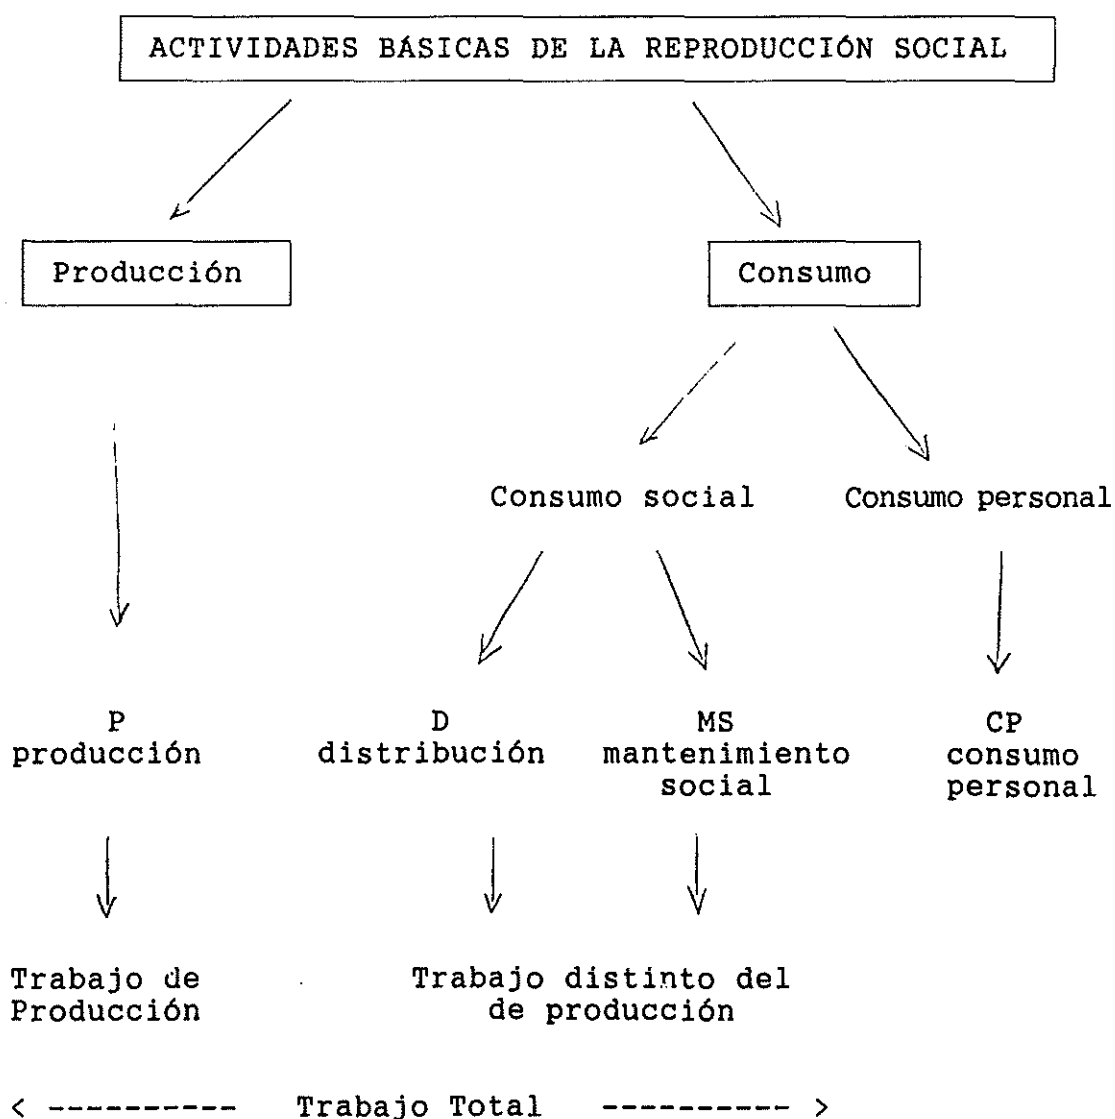 ACTIVIDADES BÁSICAS DE LA REPRODUCCIÓN SOCIAL
Producción
Consumo
Consumo social
Consumo personal
P
producción
D
distribución
MS
mantenimiento
social
CP
consumo
personal
Trabajo de
Producción
Trabajo distinto del
de producción
< ---------- Trabajo Total ---------- >